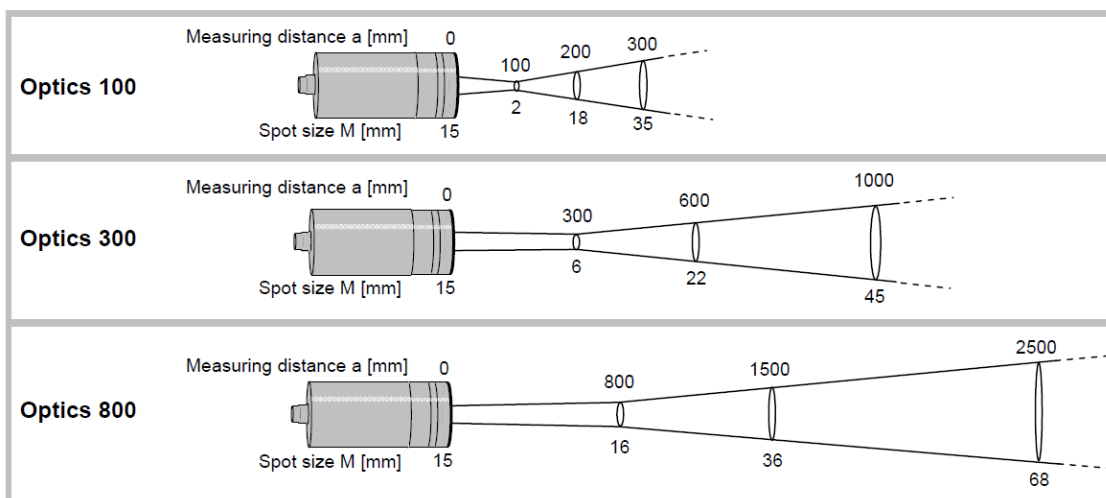 Measuring distance a [mm] 0 100 200 300
Optics 100
Spot size M [mm] 15 2 18 35
Measuring distance a [mm] 0 300 600 1000
Optics 300
Spot size M [mm] 15 6 22 45
Measuring distance a [mm] 0 800 1500 2500
Optics 800
Spot size M [mm] 15 16 36 68